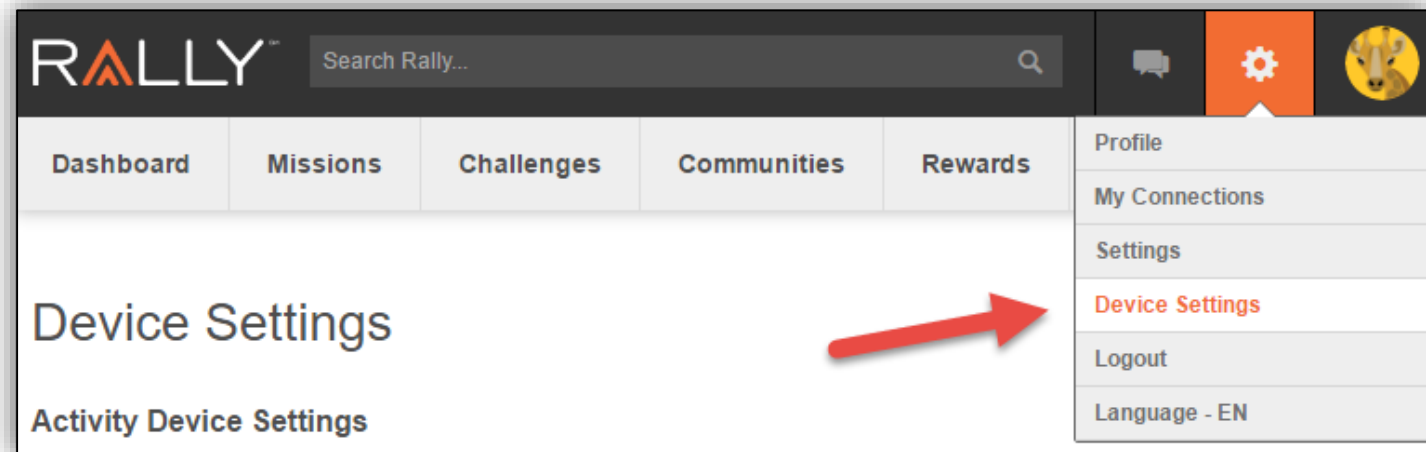 RALLY
Search Rally...
Dashboard Missions Challenges Communities Rewards
Profile
My Connections
Settings
Device Settings
Logout
Language - EN
Device Settings
Activity Device Settings